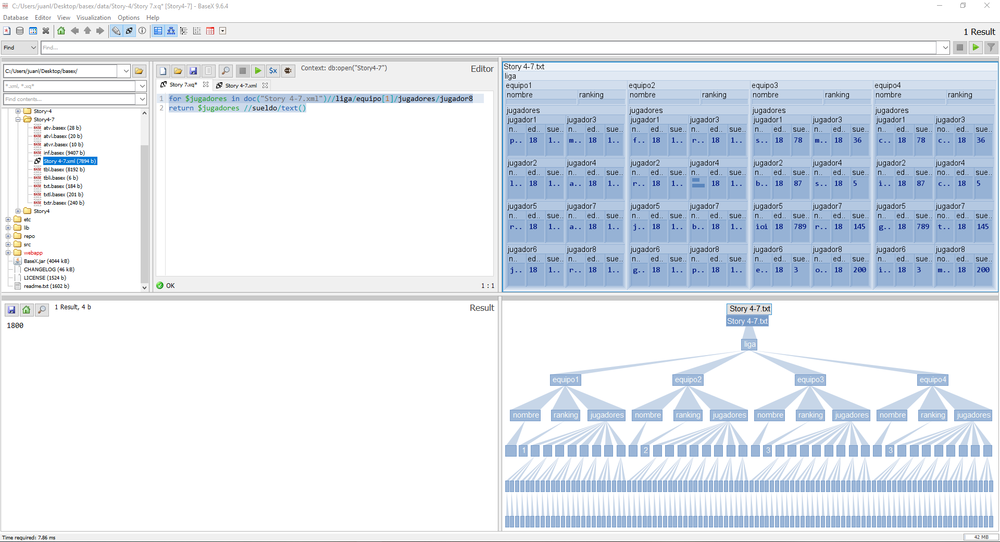 C:/Users/juanl/Desktop/basex/data/Story-4/Story 7.xq* [Story4-7] - BaseX 9.6.4
Database Editor View Visualization Options Help
1 Result
Find Find...
C:/Users/juanl/Desktop/basex/
*.xml, *.xq*
Find contents...
Story-4
Story4-7
atv.basex (28 b)
atvl.basex (20 b)
atvr.basex (10 b)
inf.basex (9407 b)
Story 4-7.xml (7894 b)
tbl.basex (8192 b)
tbli.basex (6 b)
txt.basex (184 b)
txtl.basex (201 b)
txtr.basex (240 b)
Story4
etc
lib
repo
src
webapp
BaseX.jar (4044 kB)
CHANGELOG (46 kB)
LICENSE (1524 b)
readme.txt (1602 b)
$x Context: db:open("Story4-7") Editor
Story 7.xq* Story 4-7.xml
1 for $jugadores in doc("Story 4-7.xml")//liga/equipo[1]/jugadores/jugador8
2 return $jugadores //sueldo/text()
OK 1 : 1
Story 4-7.txt
liga
equipo1 equipo2 equipo3 equipo4
nombre ranking nombre ranking nombre ranking nombre ranking
jugadores jugadores jugadores jugadores
jugador1 jugador3 jugador1 jugador3 jugador1 jugador3 jugador1 jugador3
n.. ed.. sue.. n.. ed.. sue.. n.. ed.. sue.. n.. ed.. sue.. n.. ed.. sue.. n.. ed.. sue.. n.. ed.. sue.. no.. ed.. sue..
p.. 18 1.. m.. 18 1.. f.. 18 1.. r.. 18 1.. s.. 18 78 m.. 18 36 c.. 18 78 c.. 18 36
jugador2 jugador4 jugador2 jugador4 jugador2 jugador4 jugador2 jugador4
n.. ed.. sue.. n.. ed.. sue.. n.. ed.. sue.. n.. ed.. sue.. n.. ed.. sue.. n.. ed.. sue.. n.. ed.. sue.. no.. ed.. sue..
l.. 18 1.. a.. 18 1.. r.. 18 1.. 18 1.. b.. 18 87 s.. 18 5 i.. 18 87 c.. 18 5
jugador5 jugador7 jugador5 jugador7 jugador5 jugador7 jugador5 jugador7
n.. ed.. sue.. n.. ed.. sue.. n.. ed.. sue.. n.. ed.. sue.. n.. ed.. sue.. n.. ed.. sue.. n.. ed.. sue.. no.. ed.. sue..
r.. 18 1.. a.. 18 1.. j.. 18 1.. b.. 18 1.. ioi 18 789 r.. 18 145 g.. 18 789 t.. 18 145
jugador6 jugador8 jugador6 jugador8 jugador6 jugador8 jugador6 jugador8
n.. ed.. sue.. n.. ed.. sue.. n.. ed.. sue.. n.. ed.. sue.. n.. ed.. sue.. n.. ed.. sue.. n.. ed.. sue.. no.. ed.. sue..
j.. 18 1.. r.. 18 1.. g.. 18 1.. p.. 18 1.. e.. 18 3 o.. 18 200 i.. 18 3 m.. 18 200
1 Result, 4 b Result
1800
Story 4-7.txt
Story 4-7.txt
liga
equipo1 equipo2 equipo3 equipo4
nombre ranking jugadores nombre ranking jugadores nombre ranking jugadores nombre ranking jugadores
1 2 3 3
Time required: 7.86 ms 42 MB